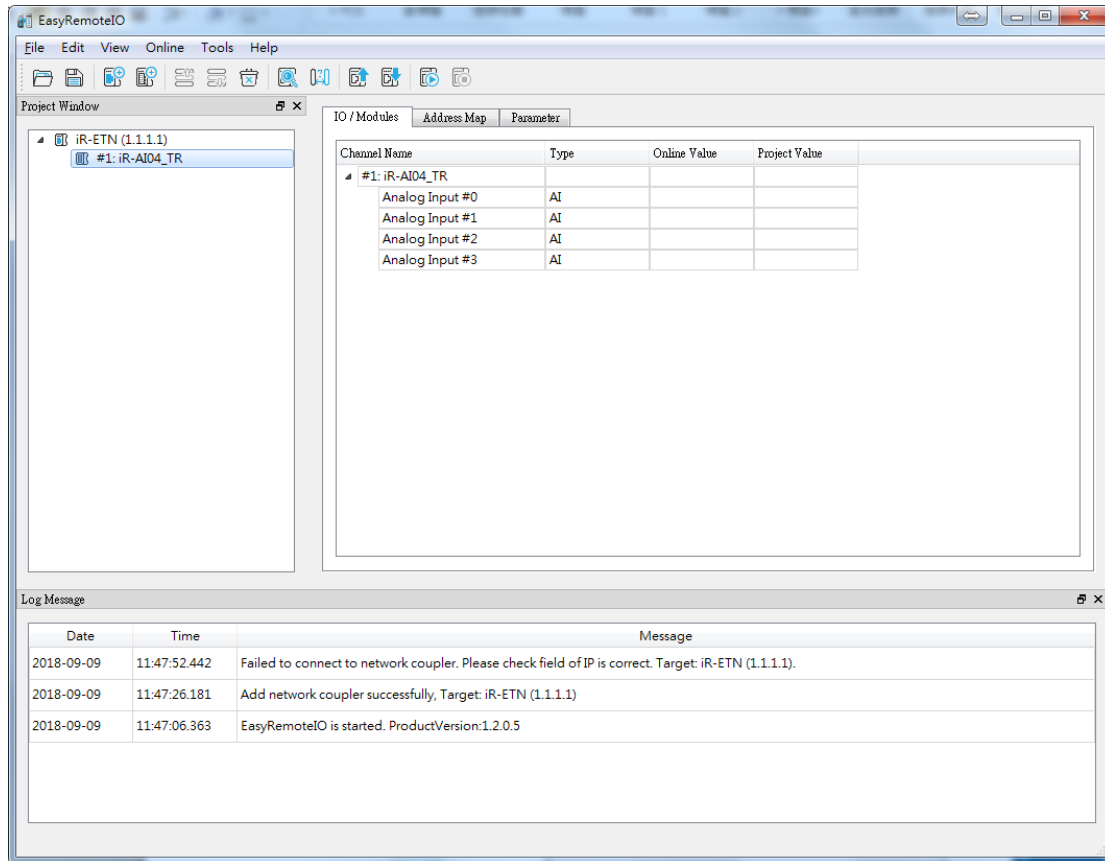 EasyRemoteIO
File Edit View Online Tools Help
Project Window
iR-ETN (1.1.1.1)
#1: iR-AI04_TR
IO / Modules Address Map Parameter
Channel Name Type Online Value Project Value
#1: iR-AI04_TR
Analog Input #0 AI
Analog Input #1 AI
Analog Input #2 AI
Analog Input #3 AI
Log Message
Date Time Message
2018-09-09 11:47:52.442 Failed to connect to network coupler. Please check field of IP is correct. Target: iR-ETN (1.1.1.1).
2018-09-09 11:47:26.181 Add network coupler successfully, Target: iR-ETN (1.1.1.1)
2018-09-09 11:47:06.363 EasyRemoteIO is started. ProductVersion:1.2.0.5